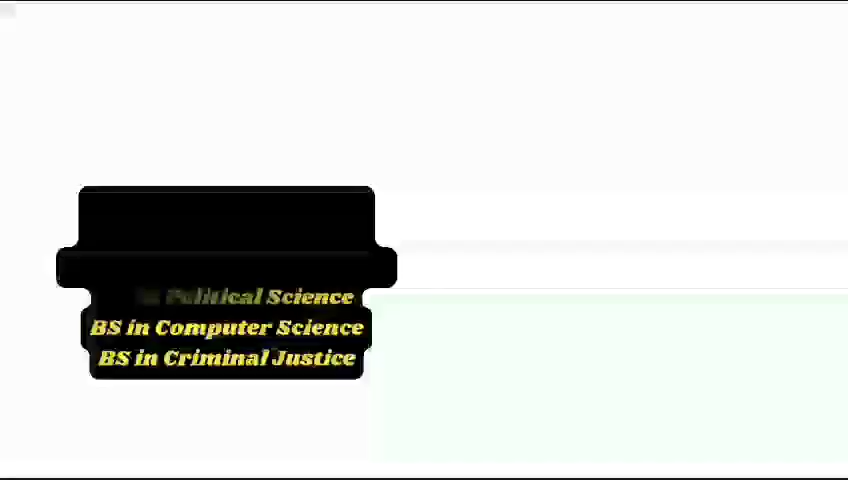 Political Science
BS in Computer Science
BS in Criminal Justice